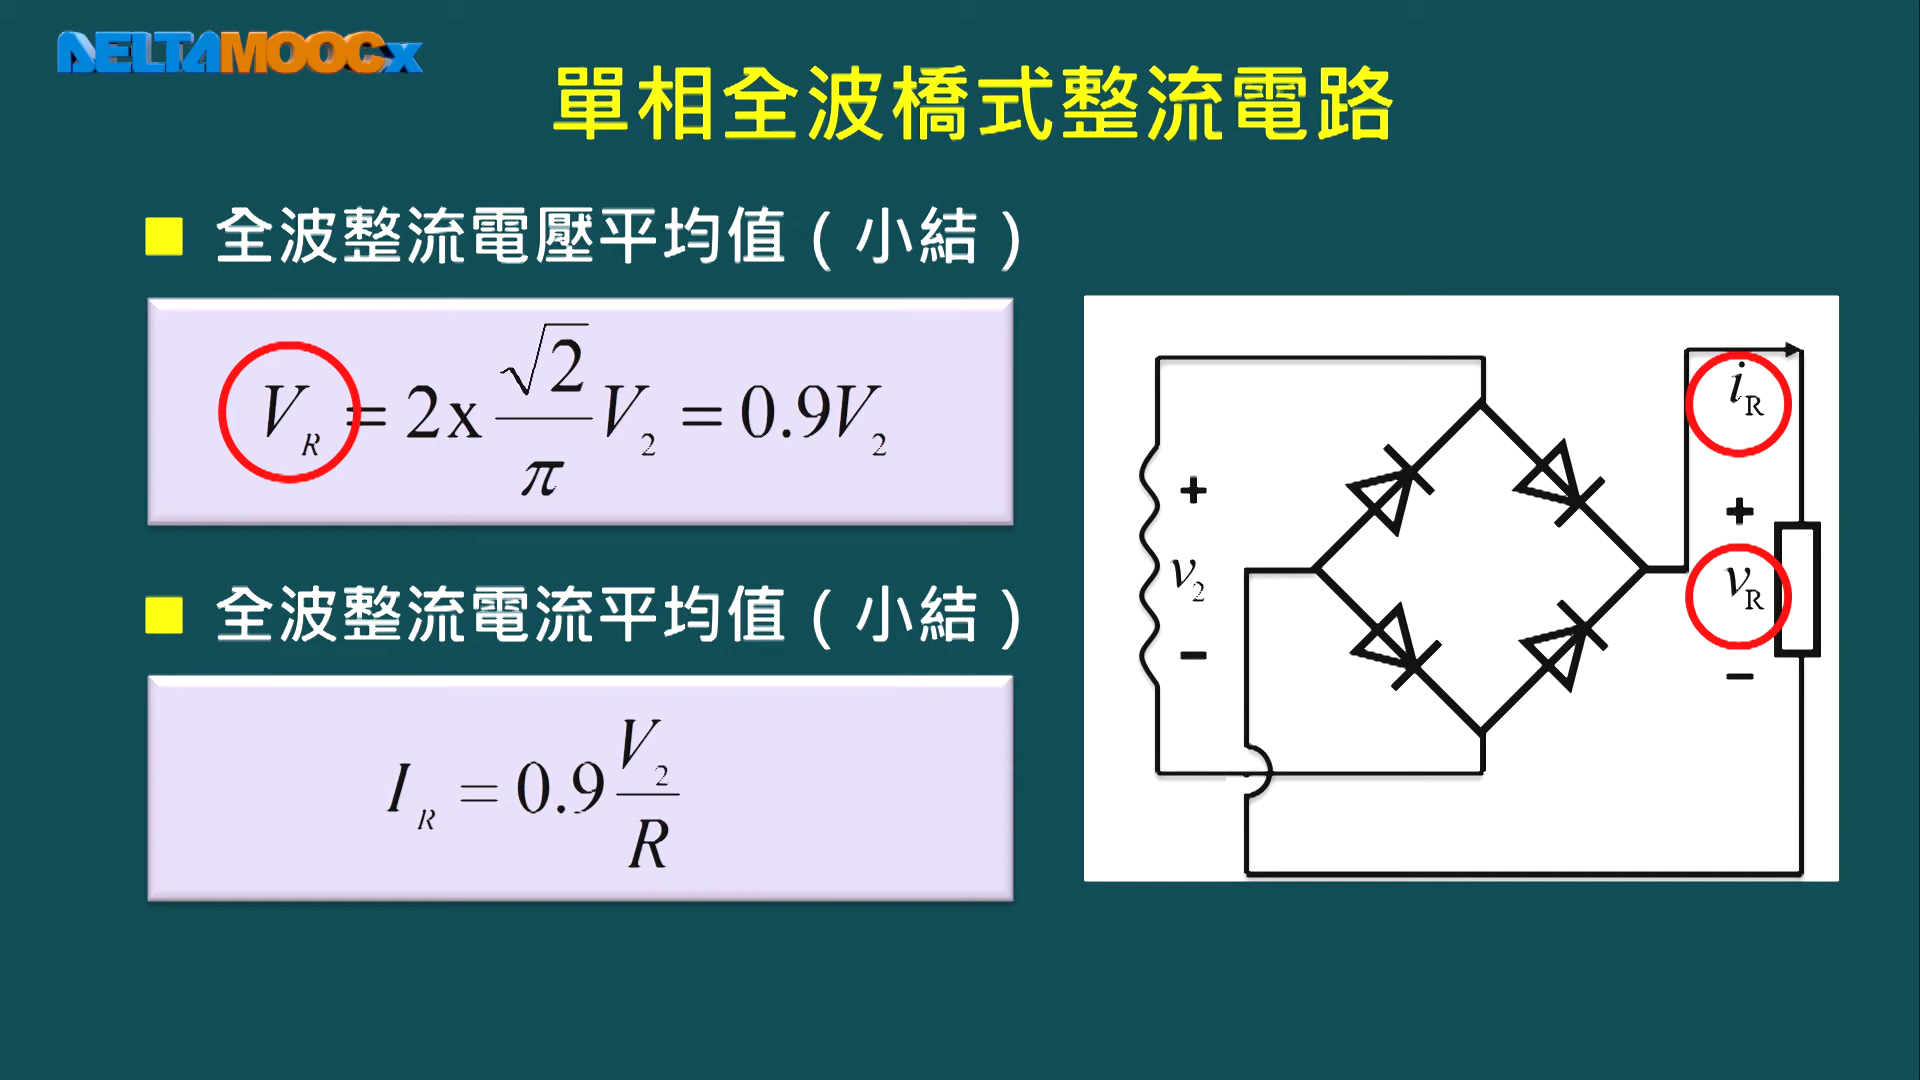 DELTAMOOCx
單相全波橋式整流電路
全波整流電壓平均值（小結）
V_R = 2x √2/π V_2 = 0.9V_2
全波整流電流平均值（小結）
I_R = 0.9 V_2/R
i_R
+
+
v_2
v_R
−
−